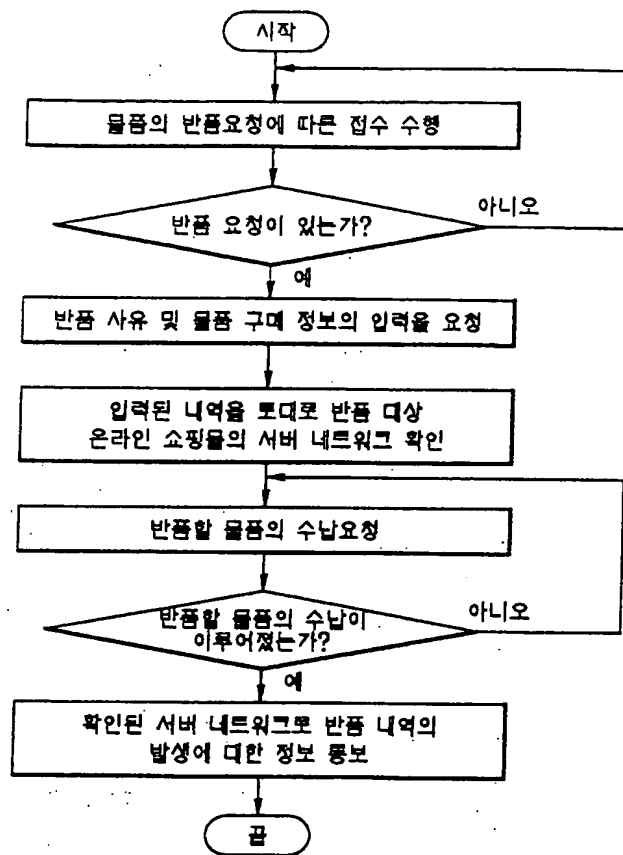 시작
물품의 반품요청에 따른 접수 수행
반품 요청이 있는가?
아니오
예
반품 사유 및 물품 구매 정보의 입력을 요청
입력된 내역을 토대로 반품 대상
온라인 쇼핑몰의 서버 네트워크 확인
반품할 물품의 수납요청
반품할 물품의 수납이
이루어졌는가?
아니오
예
확인된 서버 네트워크로 반품 내역의
발생에 대한 정보 통보
끝